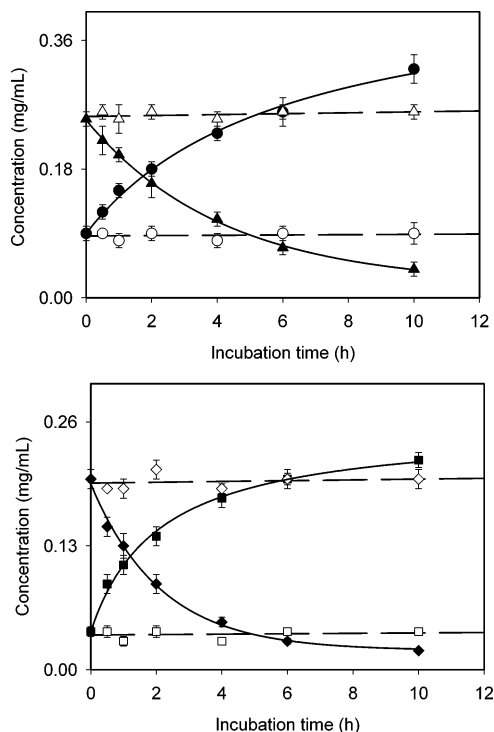 0.36
0.18
0.00
Concentration (mg/mL)
0 2 4 6 8 10 12
Incubation time (h)
0.26
0.13
0.00
Concentration (mg/mL)
0 2 4 6 8 10 12
Incubation time (h)